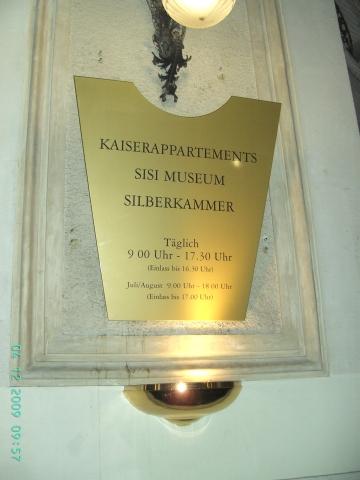 KAISERAPPARTEMENTS
SISI MUSEUM
SILBERKAMMER
Täglich
9 00 Uhr - 17.30 Uhr
(Einlass bis 16.30 Uhr)
Juli/August 9.00 Uhr - 18 00 Uhr
(Einlass bis 17.00 Uhr)
04 12 2009 09:57